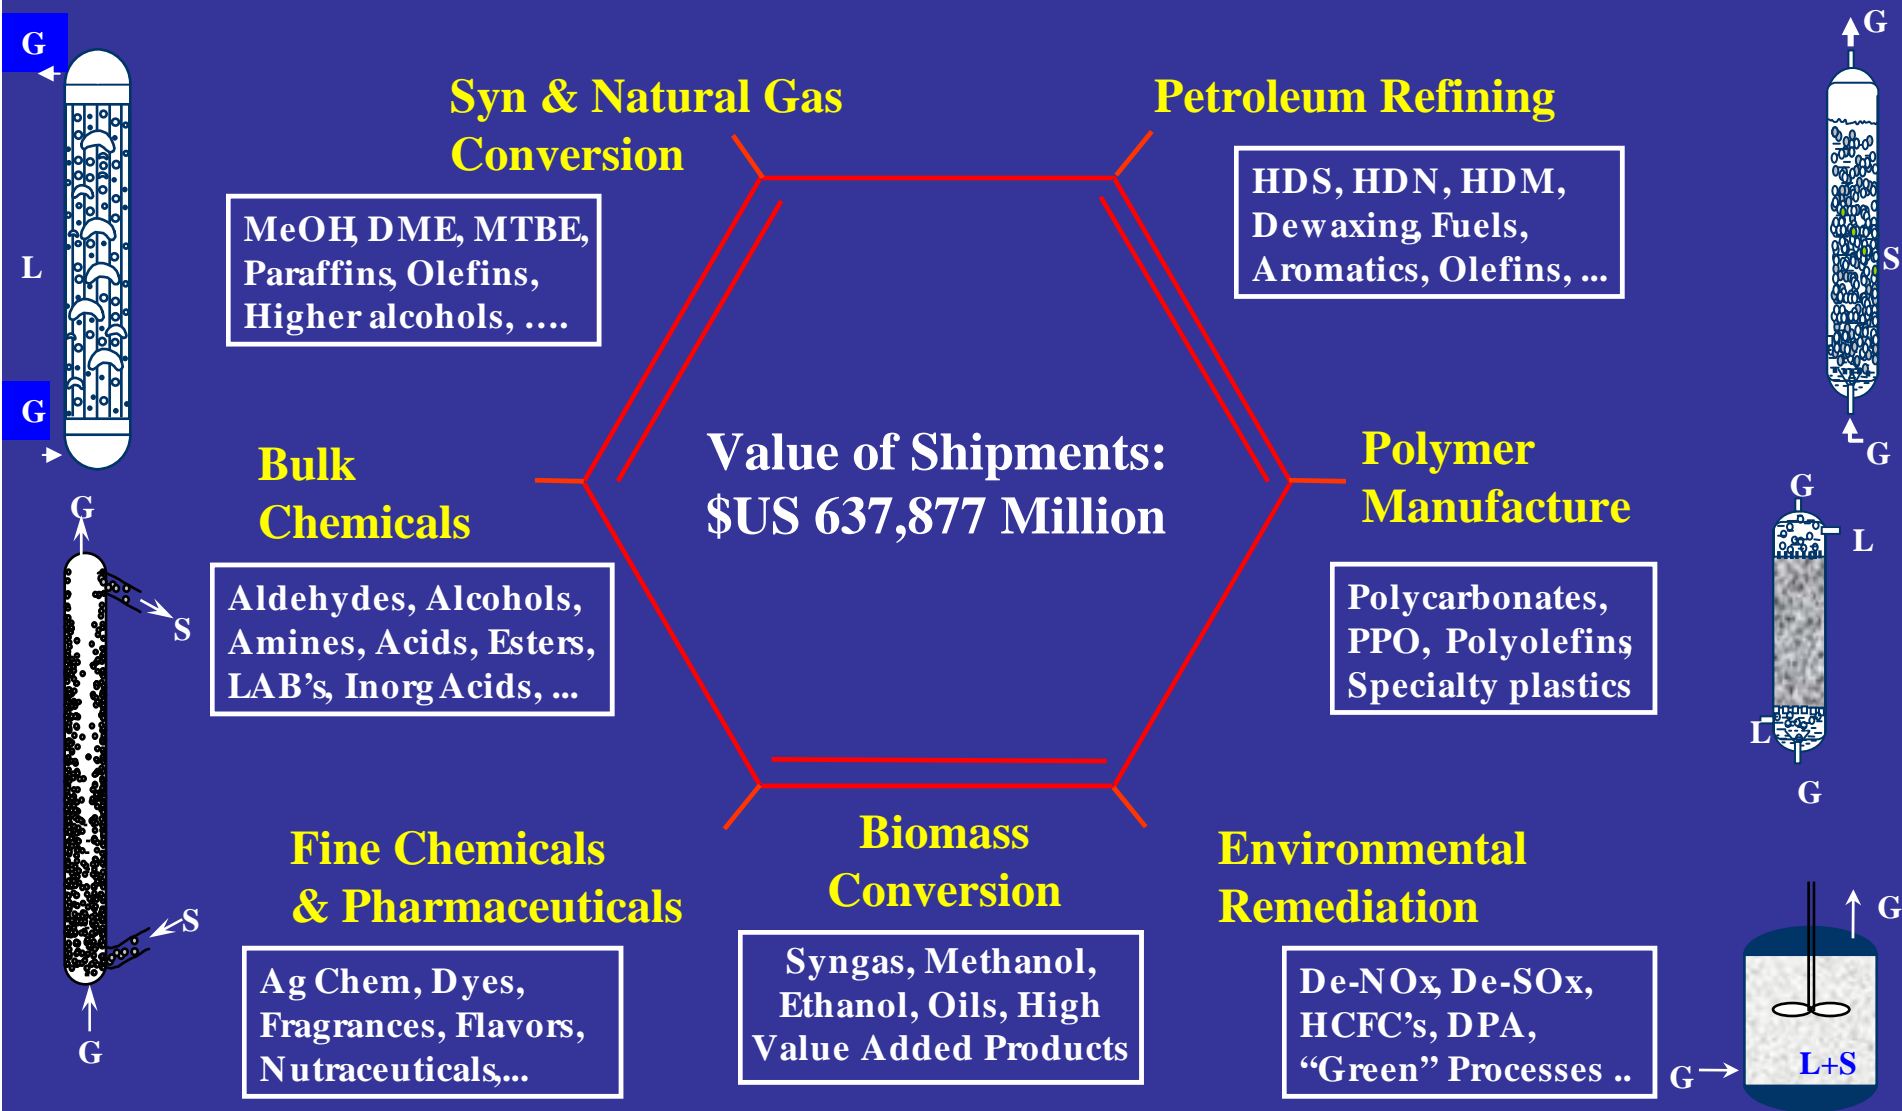 G
L
G
Syn & Natural Gas
Conversion
MeOH, DME, MTBE,
Paraffins, Olefins,
Higher alcohols, ....
Petroleum Refining
HDS, HDN, HDM,
Dewaxing, Fuels,
Aromatics, Olefins, ...
G
S
G
Bulk
Chemicals
Aldehydes, Alcohols,
Amines, Acids, Esters,
LAB's, Inorg Acids, ...
Value of Shipments:
$US 637,877 Million
Polymer
Manufacture
Polycarbonates,
PPO, Polyolefins,
Specialty plastics
G
L
L
G
G
S
S
G
Fine Chemicals
& Pharmaceuticals
Ag Chem, Dyes,
Fragrances, Flavors,
Nutraceuticals,...
Biomass
Conversion
Syngas, Methanol,
Ethanol, Oils, High
Value Added Products
Environmental
Remediation
De-NOx, De-SOx,
HCFC's, DPA,
“Green” Processes ..
G
G
L+S